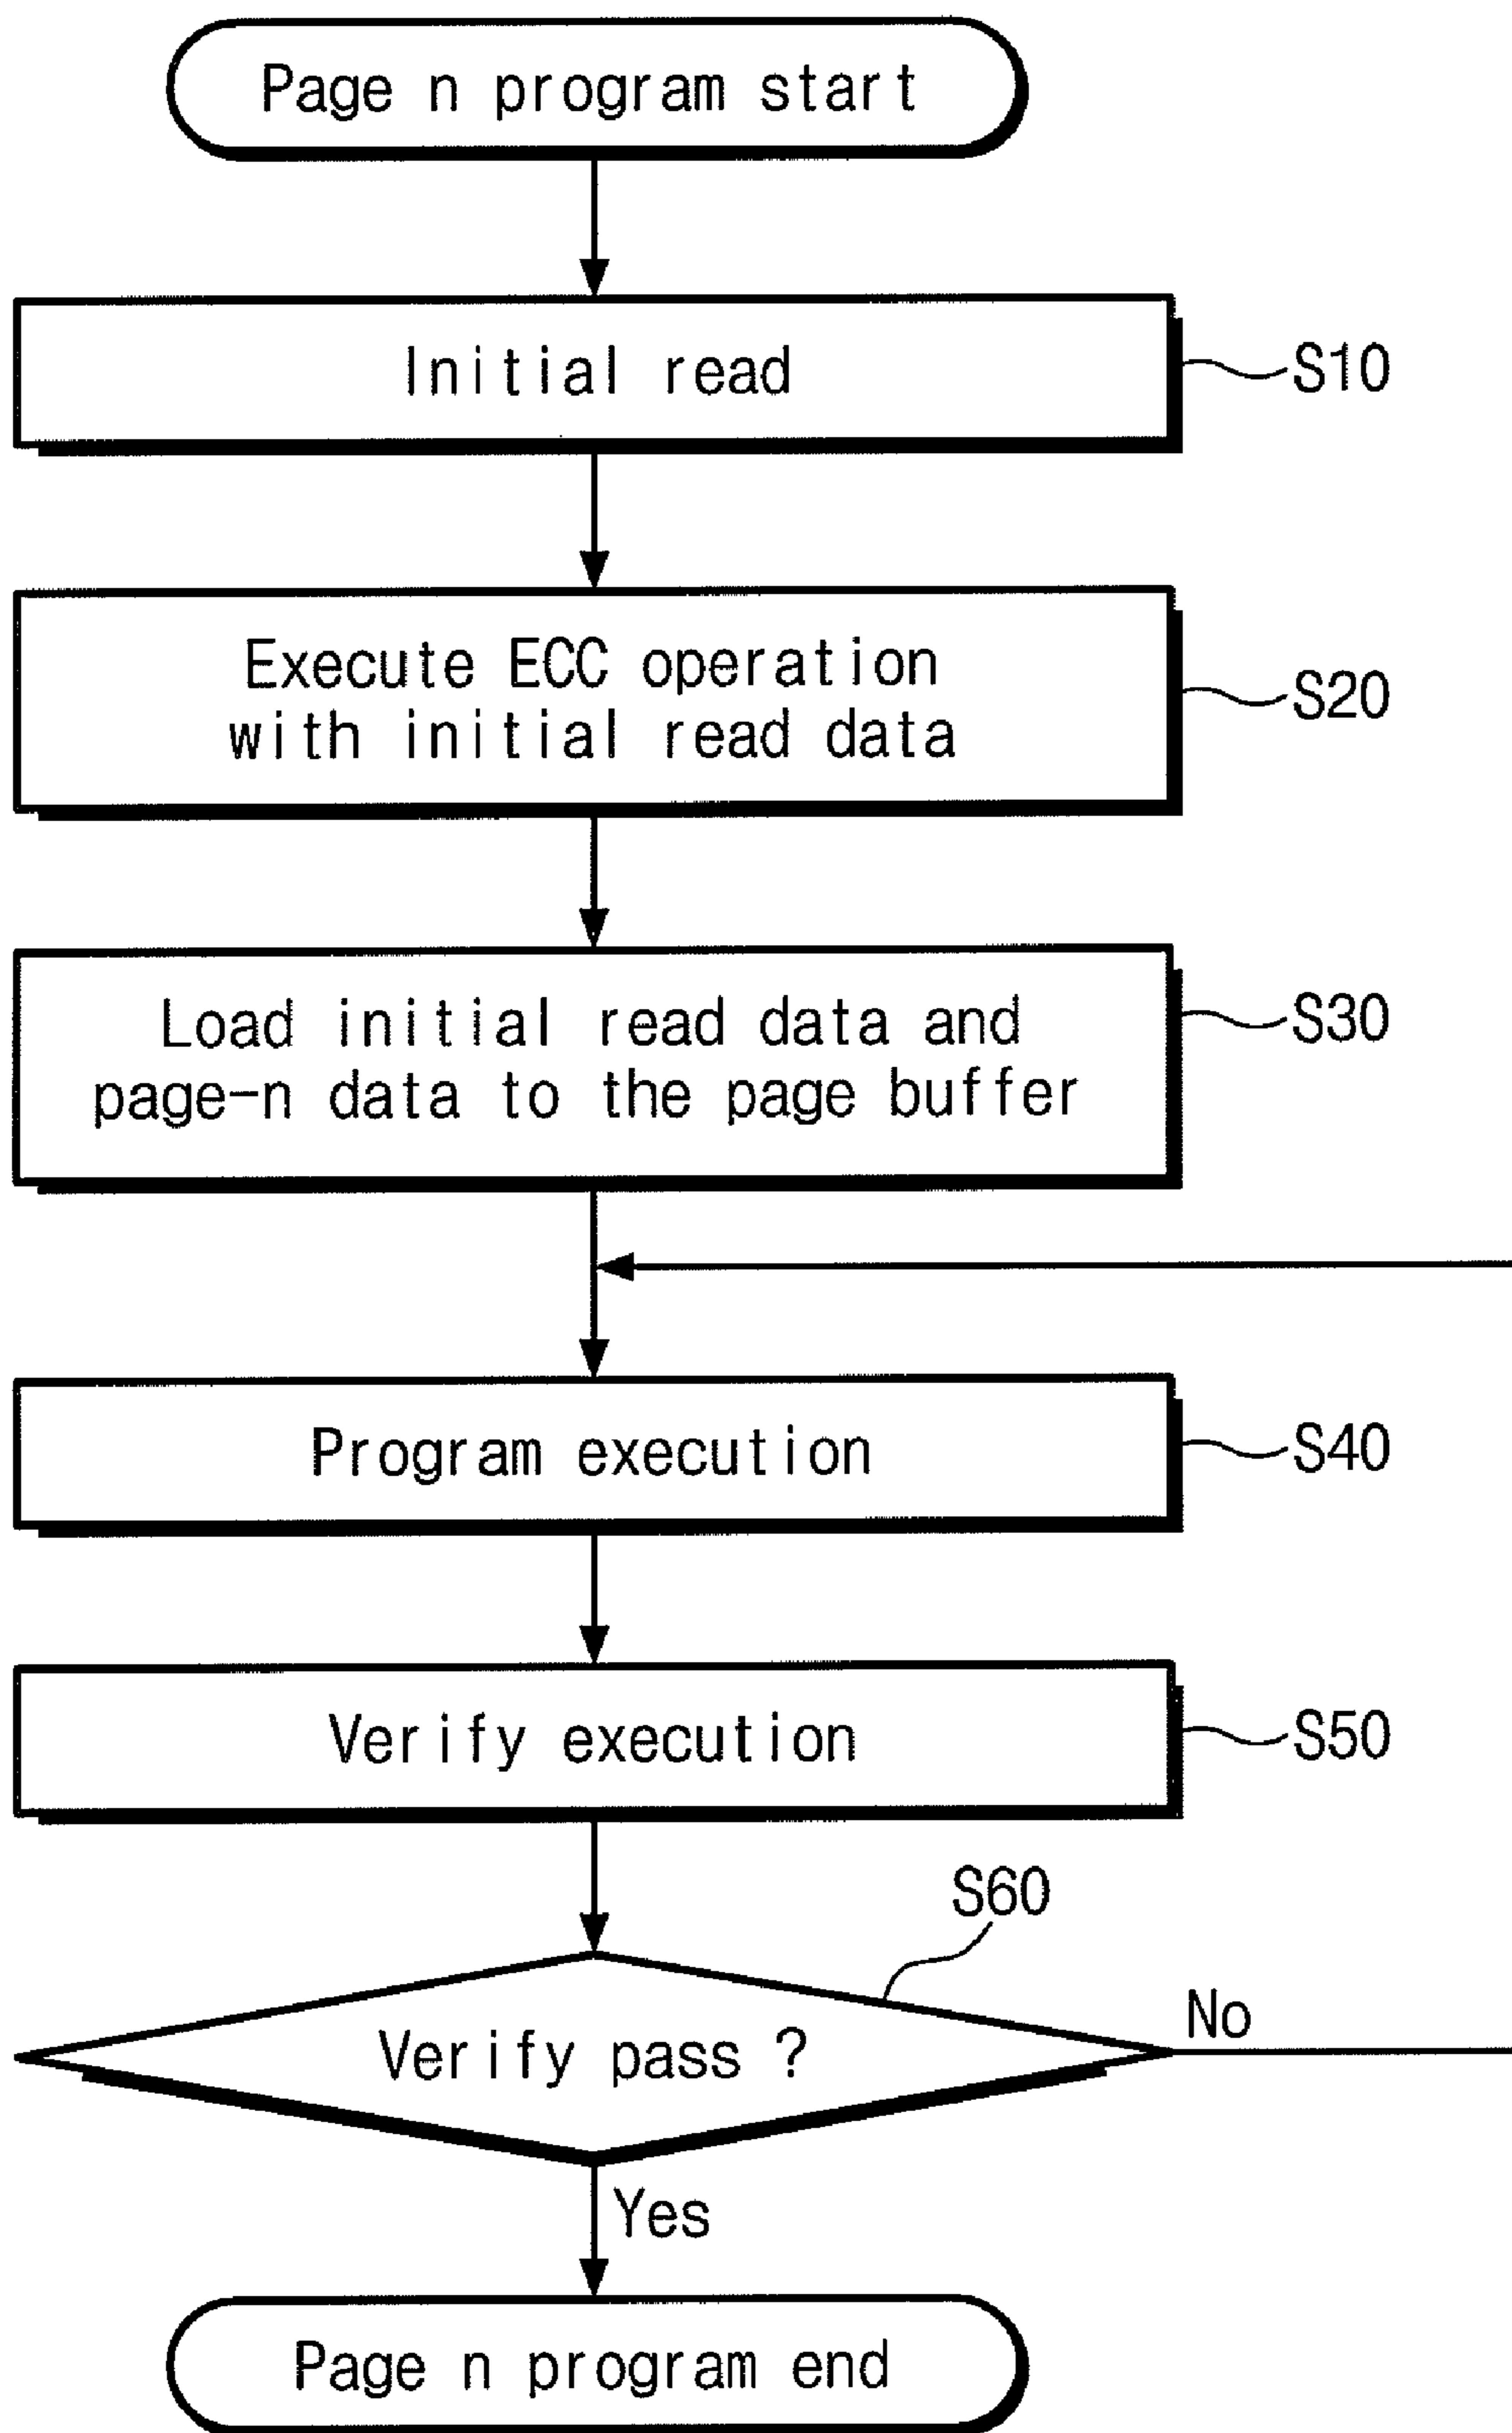 Page n program start
Initial read
S10
Execute ECC operation
with initial read data
S20
Load initial read data and
page-n data to the page buffer
S30
Program execution
S40
Verify execution
S50
S60
Verify pass ?
No
Yes
Page n program end